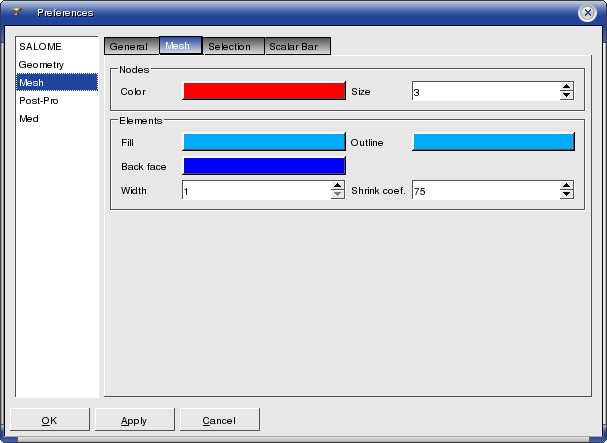 Preferences
SALOME
Geometry
Mesh
Post-Pro
Med
General Mesh Selection Scalar Bar
Nodes
Color Size 3
Elements
Fill Outline
Back face
Width 1 Shrink coef. 75
OK Apply Cancel